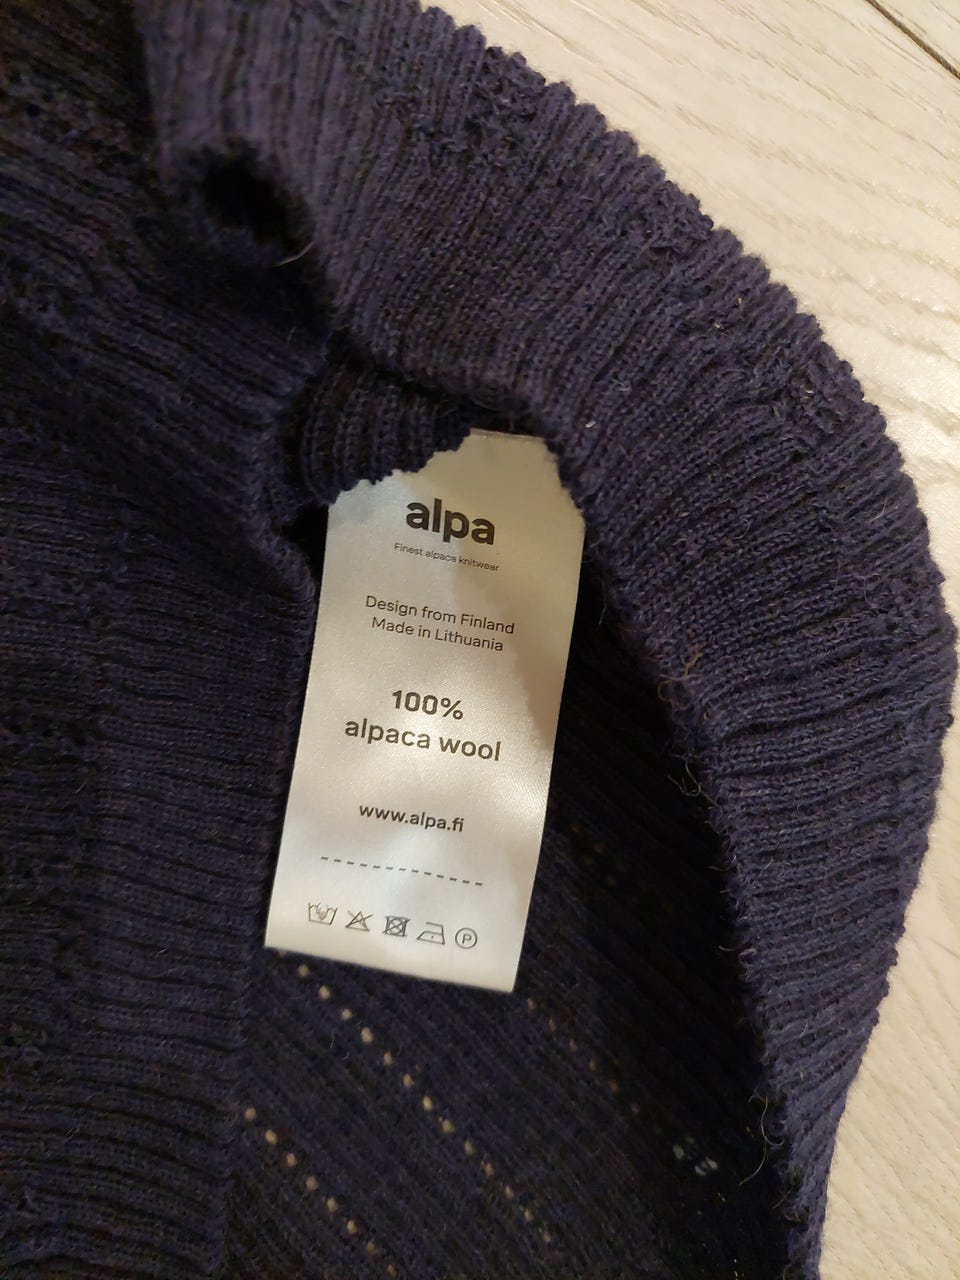 alpa
Finest alpaca knitwear
Design from Finland
Made in Lithuania
100%
alpaca wool
www.alpa.fi
P